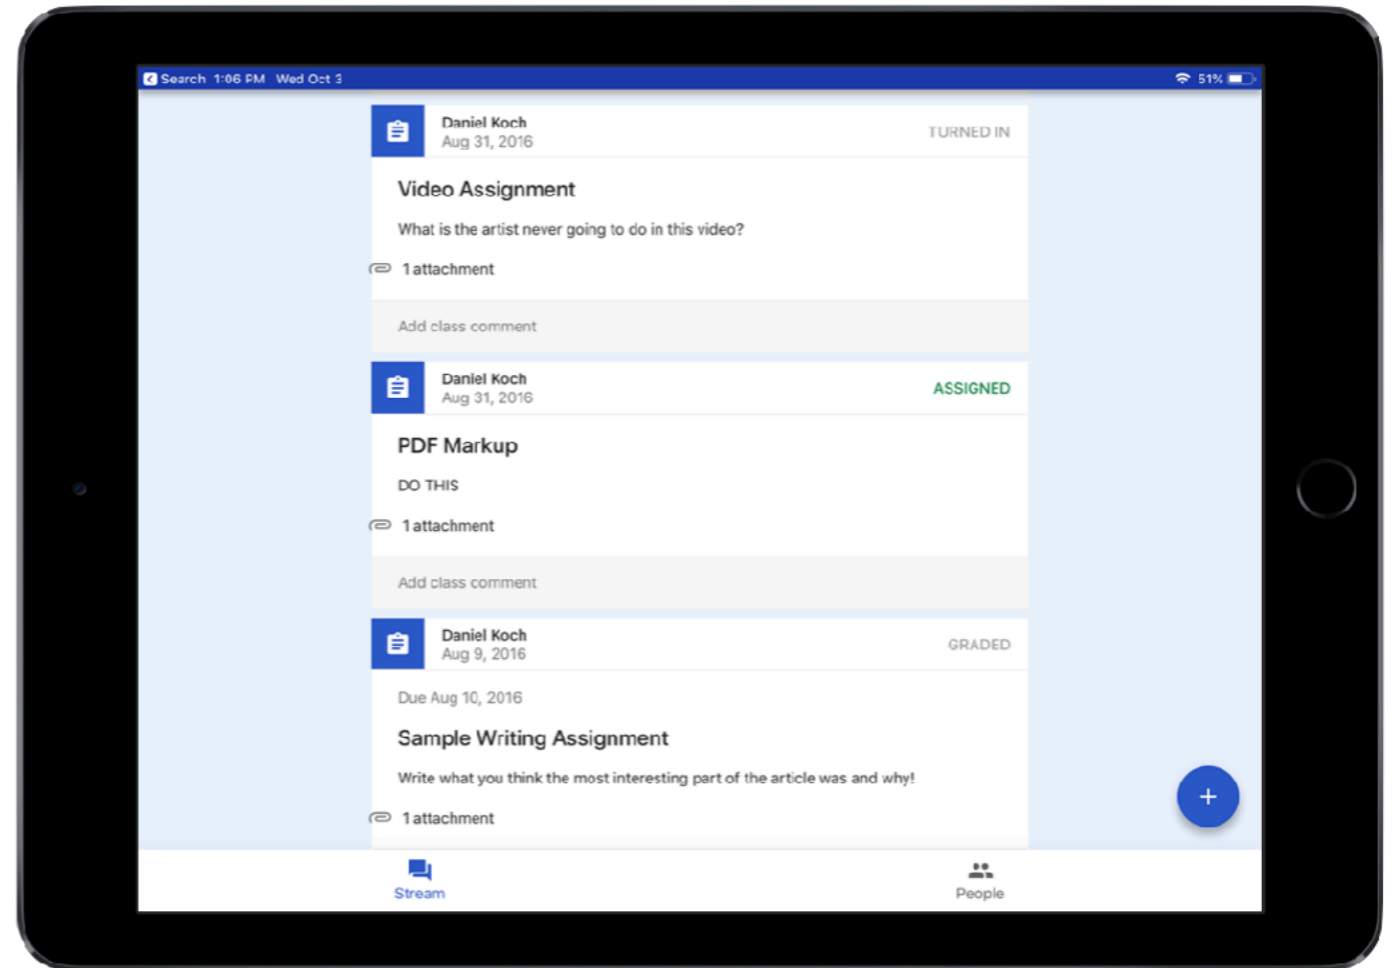 Search 1:06 PM Wed Oct 3 51%
Daniel Koch
Aug 31, 2016
TURNED IN
Video Assignment
What is the artist never going to do in this video?
1 attachment
Add class comment
Daniel Koch
Aug 31, 2016
ASSIGNED
PDF Markup
DO THIS
1 attachment
Add class comment
Daniel Koch
Aug 9, 2016
GRADED
Due Aug 10, 2016
Sample Writing Assignment
Write what you think the most interesting part of the article was and why!
1 attachment
Stream
People